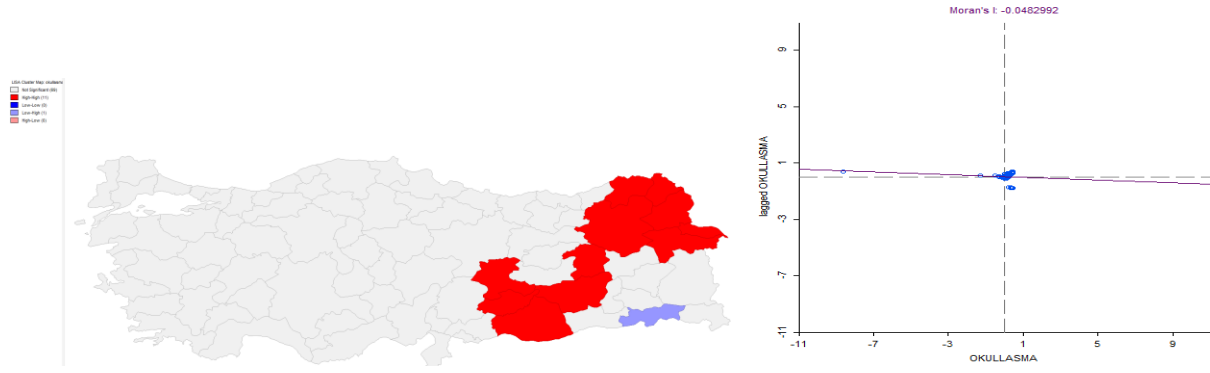 LISA Cluster Map: okullasma
Not Significant
High-High (11)
Low-Low (0)
Low-High (1)
High-Low (0)
Moran's I: -0.0482992
lagged OKULLASMA
9
5
1
-3
-7
-11
-11
-7
-3
1
5
9
OKULLASMA